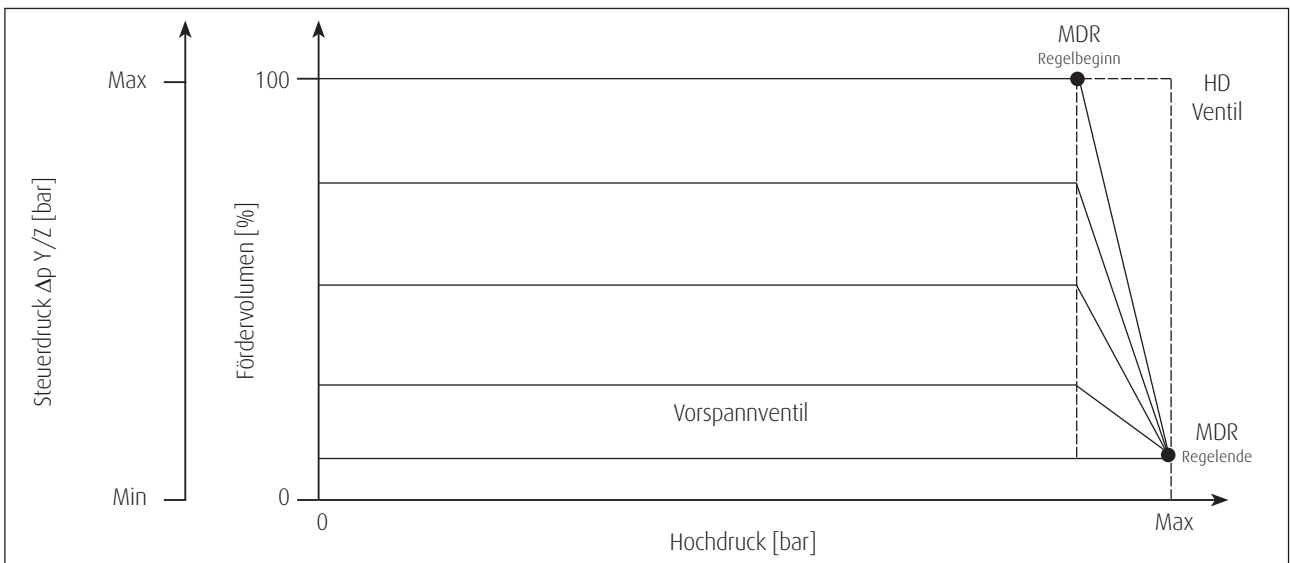 MDR
Regelbeginn
Max
100
HD
Ventil
Steuerdruck Δp Y/Z [bar]
Fördervolumen [%]
Vorspannventil
MDR
Regelende
Min
0
0
Max
Hochdruck [bar]